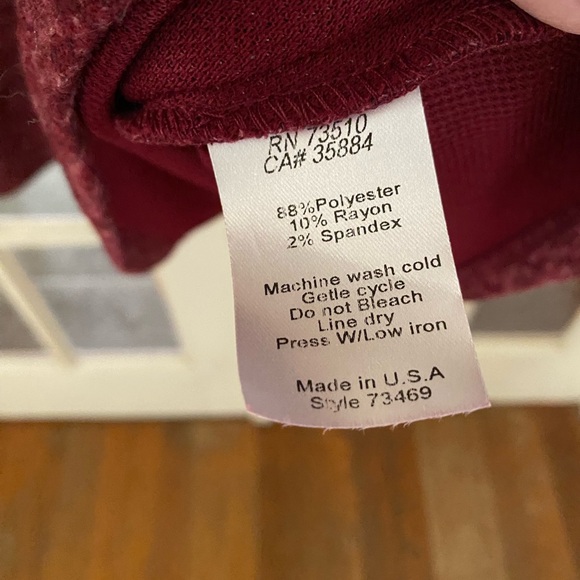 RN 73510
CA# 35884
88%Polyester
10% Rayon
2% Spandex
Machine wash cold
Getle cycle
Do not Bleach
Line dry
Press W/Low iron
Made in U.S.A
Style 73469